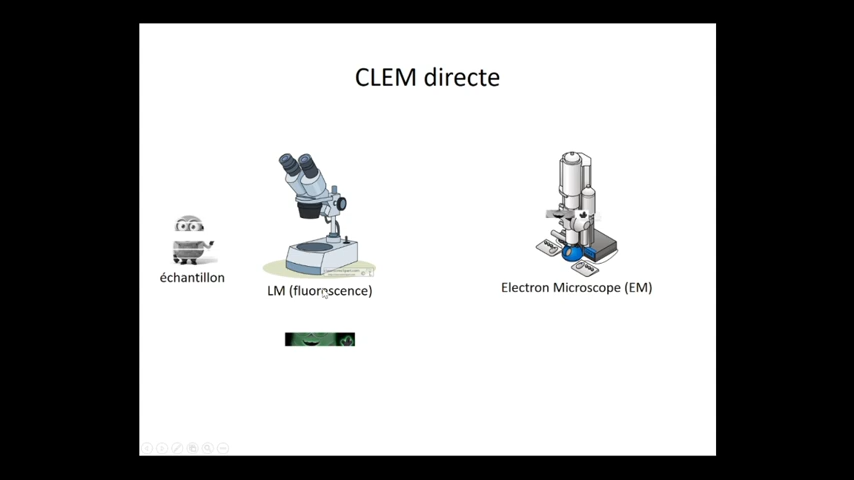 CLEM directe
échantillon
LM (fluorescence)
Electron Microscope (EM)